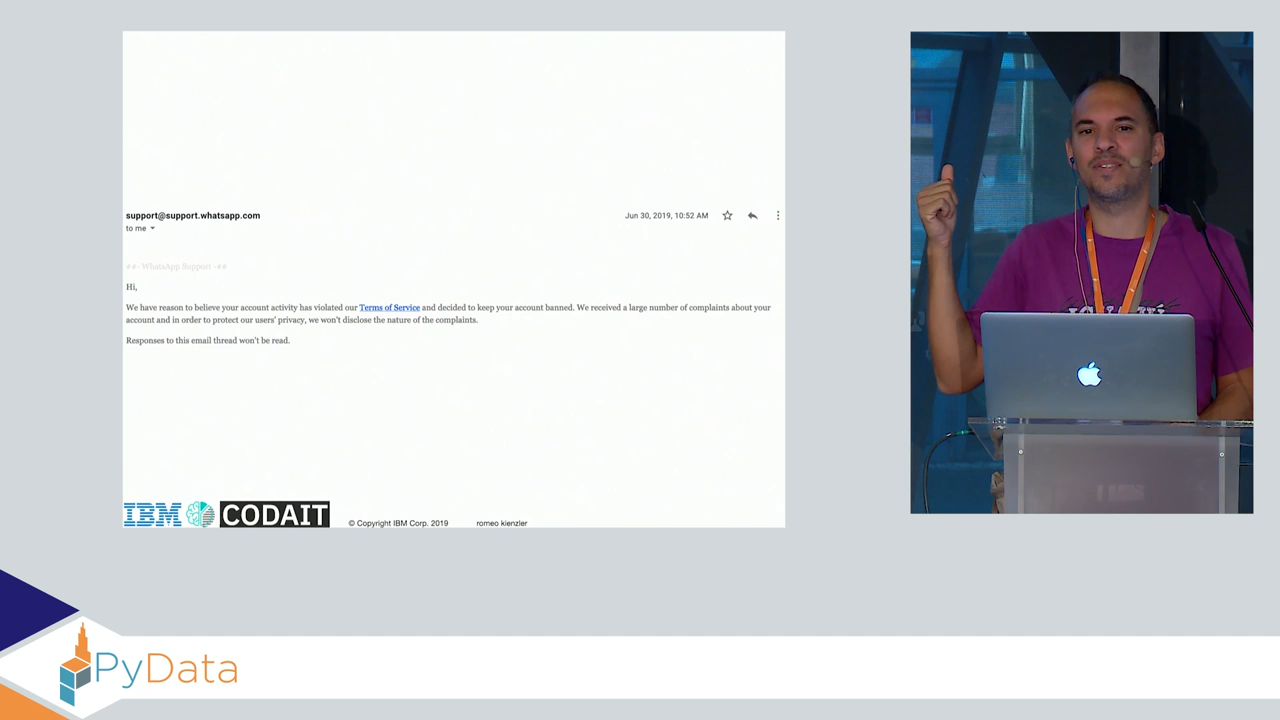 support@support.whatsapp.com
Jun 30, 2019, 10:52 AM
to me
##- WhatsApp Support -##
Hi,
We have reason to believe your account activity has violated our Terms of Service and decided to keep your account banned. We received a large number of complaints about your
account and in order to protect our users' privacy, we won't disclose the nature of the complaints.
Responses to this email thread won't be read.
IBM CODAIT
© Copyright IBM Corp. 2019
romeo kienzler
PyData